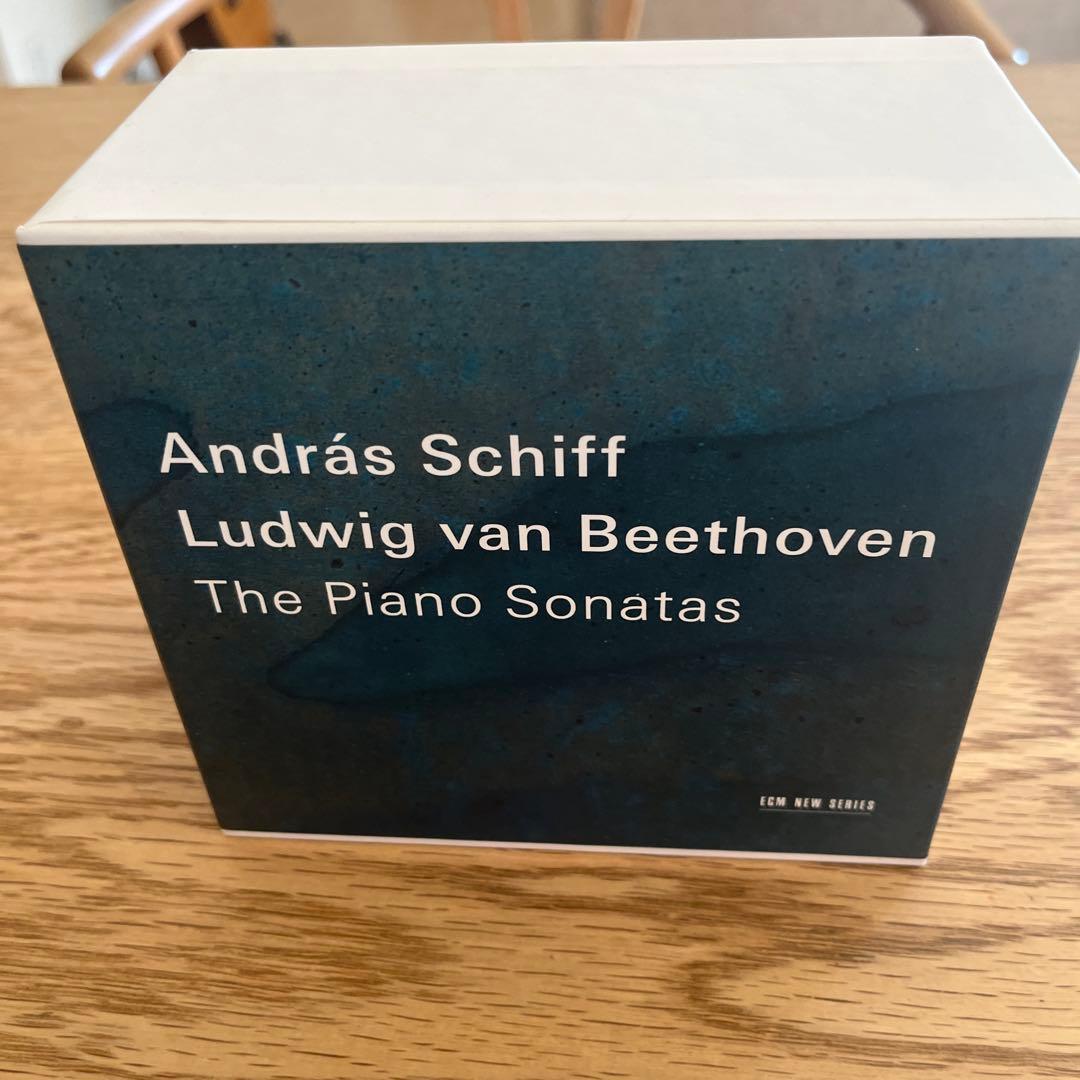 András Schiff
Ludwig van Beethoven
The Piano Sonatas
ECM NEW SERIES